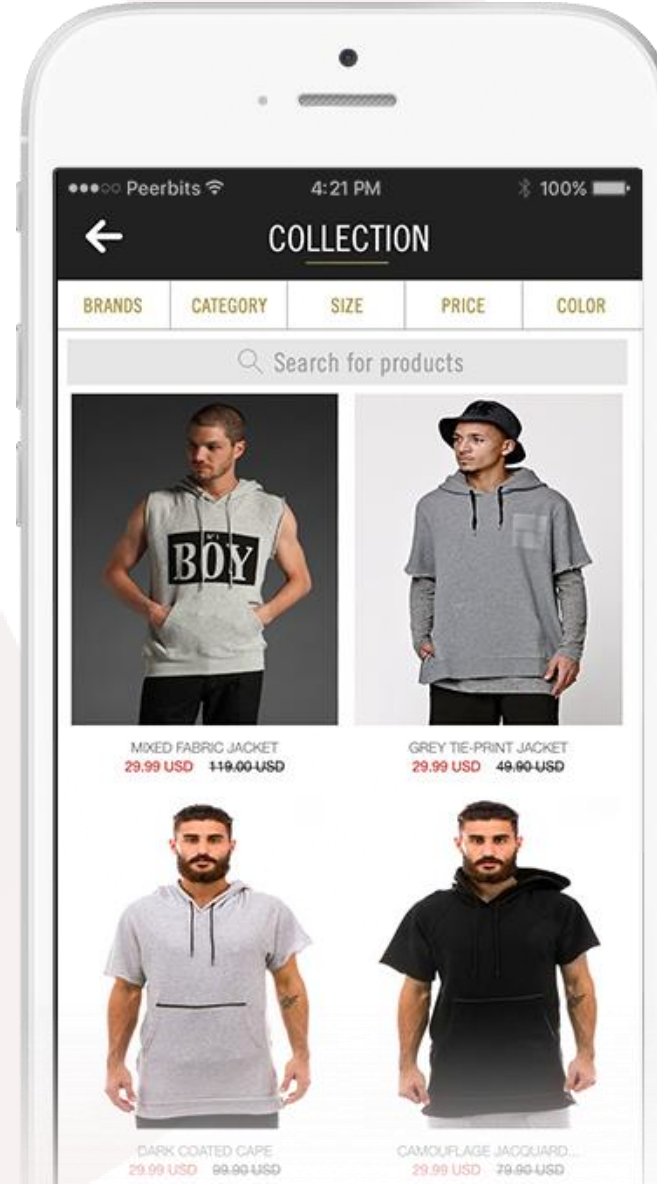 Peerbits 4:21 PM 100%
COLLECTION
BRANDS CATEGORY SIZE PRICE COLOR
Search for products
BOY
MIXED FABRIC JACKET GREY TIE-PRINT JACKET
29.99 USD 119.00 USD 29.99 USD 49.90 USD
DARK COATED CAPE CAMOUFLAGE JACQUARD...
29.99 USD 99.90 USD 29.99 USD 79.90 USD